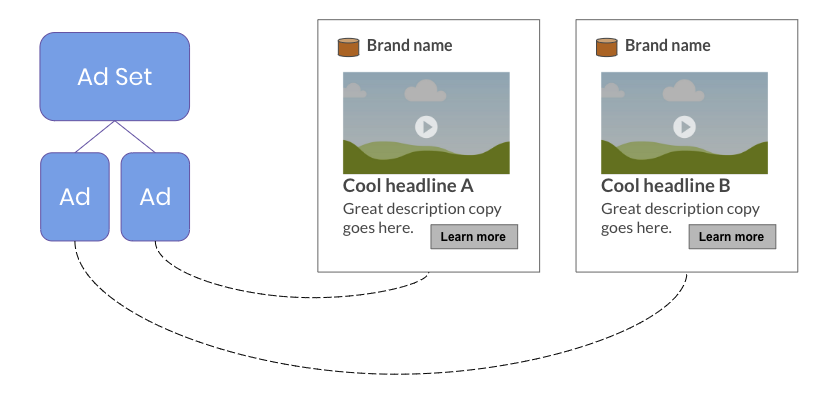 Ad Set
Ad
Ad
Brand name
Cool headline A
Great description copy
goes here.
Learn more
Brand name
Cool headline B
Great description copy
goes here.
Learn more